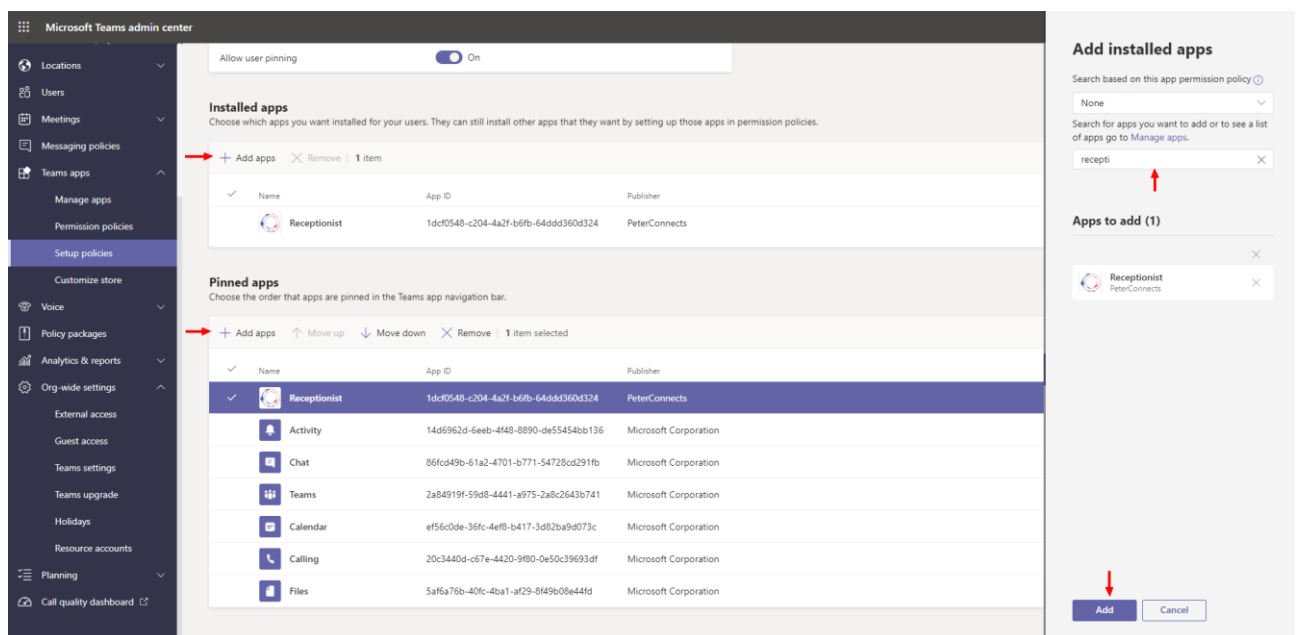 Microsoft Teams admin center
Locations
Users
Meetings
Messaging policies
Teams apps
Manage apps
Permission policies
Setup policies
Customize store
Voice
Policy packages
Analytics & reports
Org-wide settings
External access
Guest access
Teams settings
Teams upgrade
Holidays
Resource accounts
Planning
Call quality dashboard
Allow user pinning On
Installed apps
Choose which apps you want installed for your users. They can still install other apps that they want by setting up those apps in permission policies.
Add apps Remove | 1 item
Name App ID Publisher
Receptionist 1dcf0548-c204-4a2f-b6fb-64ddd360d324 PeterConnects
Pinned apps
Choose the order that apps are pinned in the Teams app navigation bar.
Add apps Move up Move down Remove | 1 item selected
Name App ID Publisher
Receptionist 1dcf0548-c204-4a2f-b6fb-64ddd360d324 PeterConnects
Activity 14d6962d-6eeb-4f48-8890-de55454bb136 Microsoft Corporation
Chat 86fcd49b-61a2-4701-b771-54728cd291fb Microsoft Corporation
Teams 2a84919f-59d8-4441-a975-2a8c2643b741 Microsoft Corporation
Calendar ef56c0de-36fc-4ef8-b417-3d82ba9d073c Microsoft Corporation
Calling 20c3440d-c67e-4420-9f80-0e50c39693df Microsoft Corporation
Files 5af6a76b-40fc-4ba1-af29-8f49b08e44fd Microsoft Corporation
Add installed apps
Search based on this app permission policy
None
Search for apps you want to add or to see a list
of apps go to Manage apps.
recepti
Apps to add (1)
Receptionist
PeterConnects
Add Cancel